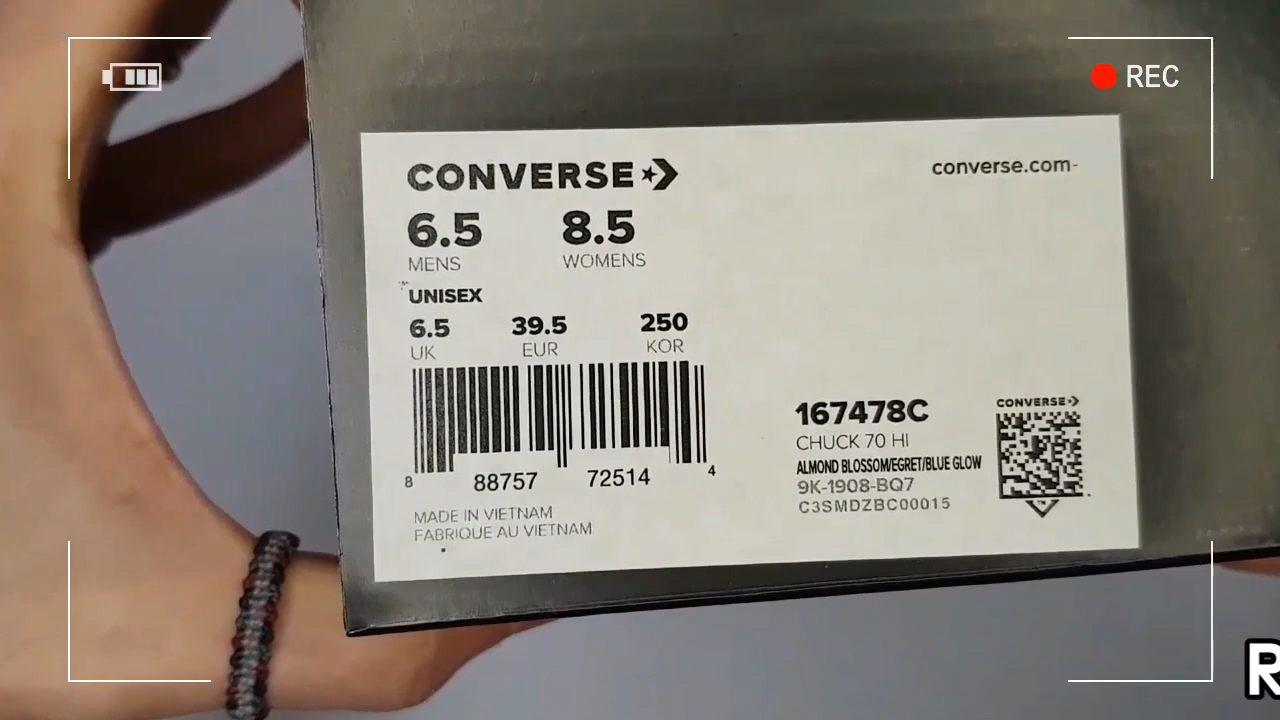 REC
CONVERSE
converse.com
6.5 8.5
MENS WOMENS
UNISEX
6.5 39.5 250
UK EUR KOR
8 88757 72514 4
MADE IN VIETNAM
FABRIQUE AU VIETNAM
167478C
CHUCK 70 HI
ALMOND BLOSSOM/EGRET/BLUE GLOW
9K-1908-BQ7
C3SMDZBC00015
CONVERSE
R